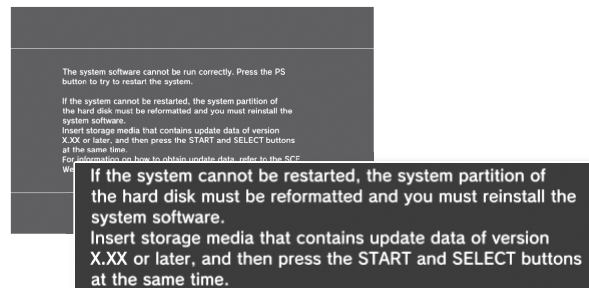 The system software cannot be run correctly. Press the PS
button to try to restart the system.
If the system cannot be restarted, the system partition of
the hard disk must be reformatted and you must reinstall the
system software.
Insert storage media that contains update data of version
X.XX or later, and then press the START and SELECT buttons
at the same time.
For information on how to obtain update data, refer to the SCE
We
If the system cannot be restarted, the system partition of
the hard disk must be reformatted and you must reinstall the
system software.
Insert storage media that contains update data of version
X.XX or later, and then press the START and SELECT buttons
at the same time.